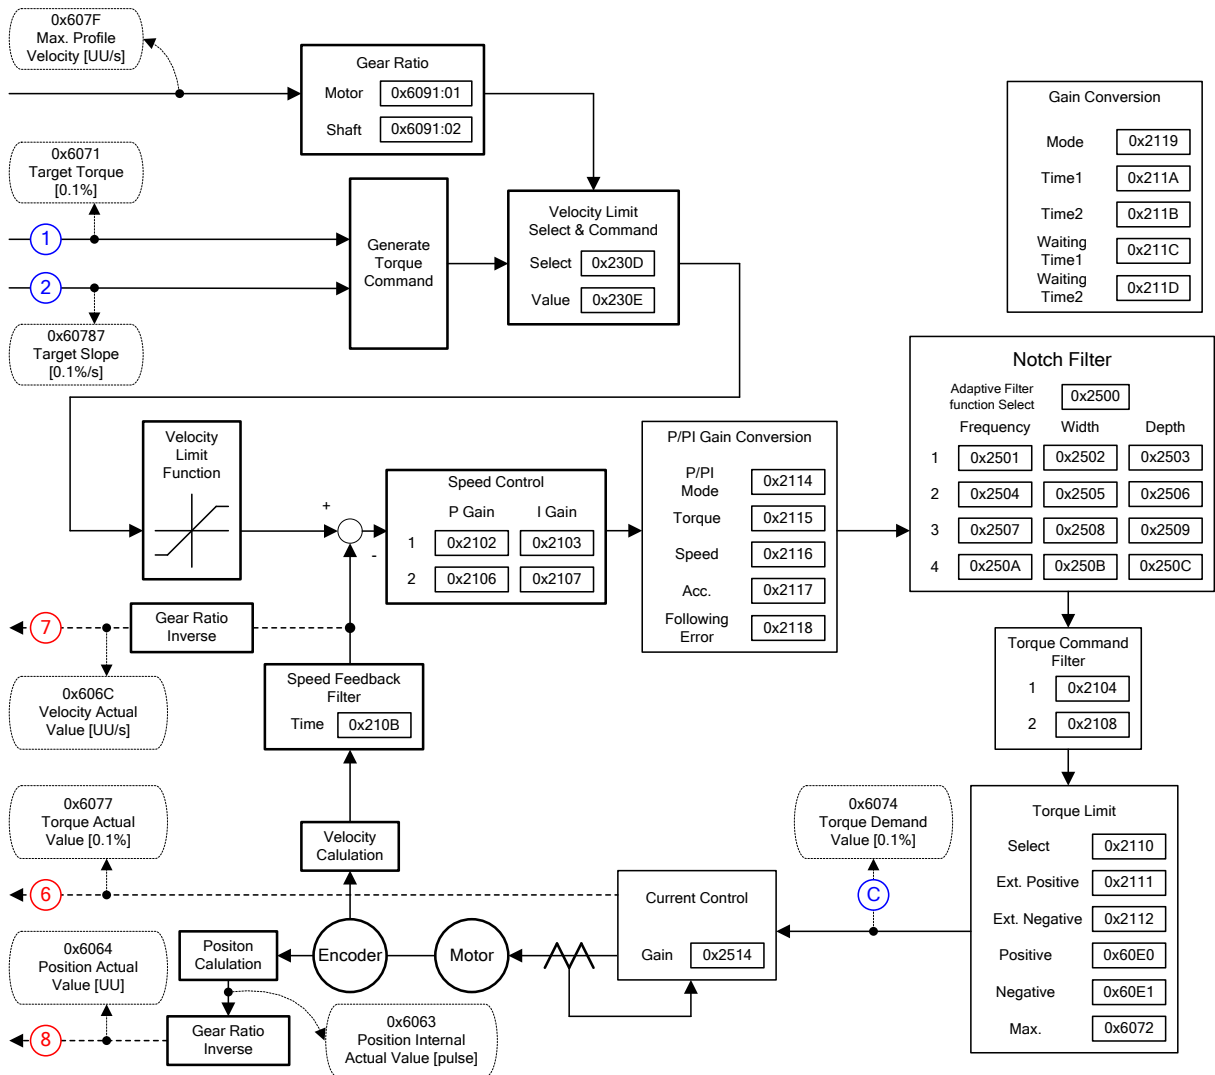 0x607F
Max. Profile
Velocity [UU/s]
Gear Ratio
Motor 0x6091:01
Shaft 0x6091:02
Gain Conversion
Mode 0x2119
Time1 0x211A
Time2 0x211B
Waiting
Time1 0x211C
Waiting
Time2 0x211D
0x6071
Target Torque
[0.1%]
1
2
0x60787
Target Slope
[0.1%/s]
Generate
Torque
Command
Velocity Limit
Select & Command
Select 0x230D
Value 0x230E
Notch Filter
Adaptive Filter
function Select 0x2500
Frequency Width Depth
1 0x2501 0x2502 0x2503
2 0x2504 0x2505 0x2506
3 0x2507 0x2508 0x2509
4 0x250A 0x250B 0x250C
Velocity
Limit
Function
+
-
Speed Control
P Gain I Gain
1 0x2102 0x2103
2 0x2106 0x2107
P/PI Gain Conversion
P/PI
Mode 0x2114
Torque 0x2115
Speed 0x2116
Acc. 0x2117
Following
Error 0x2118
7
Gear Ratio
Inverse
0x606C
Velocity Actual
Value [UU/s]
Speed Feedback
Filter
Time 0x210B
Torque Command
Filter
1 0x2104
2 0x2108
0x6077
Torque Actual
Value [0.1%]
Velocity
Calulation
0x6074
Torque Demand
Value [0.1%]
Torque Limit
Select 0x2110
Ext. Positive 0x2111
Ext. Negative 0x2112
Positive 0x60E0
Negative 0x60E1
Max. 0x6072
6
C
Current Control
Gain 0x2514
0x6064
Position Actual
Value [UU]
Positon
Calulation
Encoder
Motor
8
Gear Ratio
Inverse
0x6063
Position Internal
Actual Value [pulse]